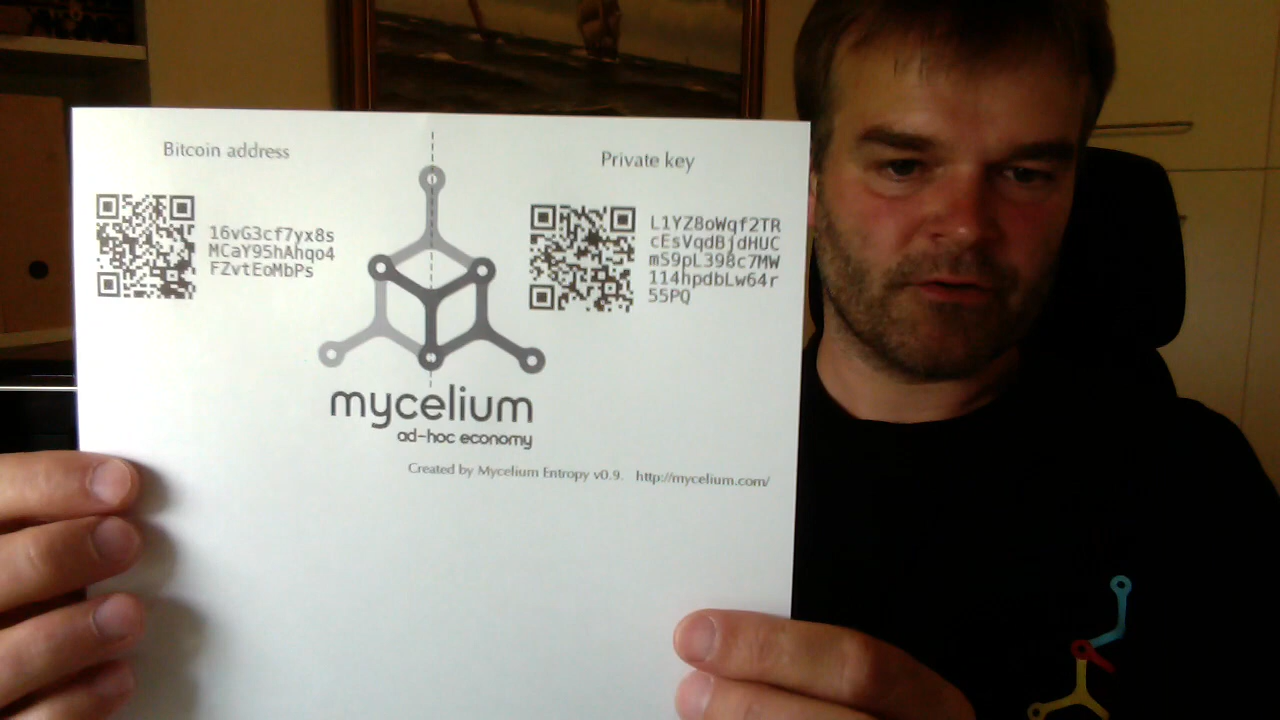 Bitcoin address
16vG3cf7yx8s
MCaY95hAhqo4
FZvtEoMbPs
Private key
L1YZ8oWqf2TR
cEsVqdBjdHUC
mS9pL398c7MW
114hpdbLw64r
55PQ
mycelium
ad-hoc economy
Created by Mycelium Entropy v0.9. http://mycelium.com/